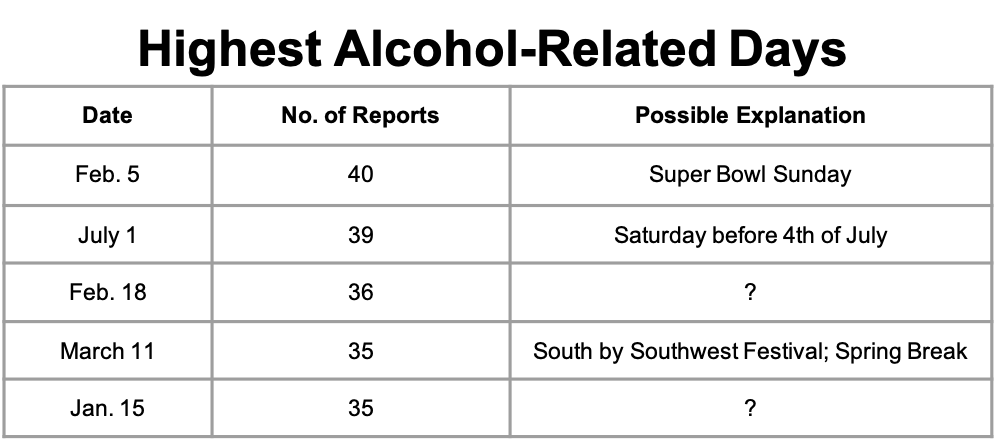 Highest Alcohol-Related Days
Date No. of Reports Possible Explanation
Feb. 5 40 Super Bowl Sunday
July 1 39 Saturday before 4th of July
Feb. 18 36 ?
March 11 35 South by Southwest Festival; Spring Break
Jan. 15 35 ?